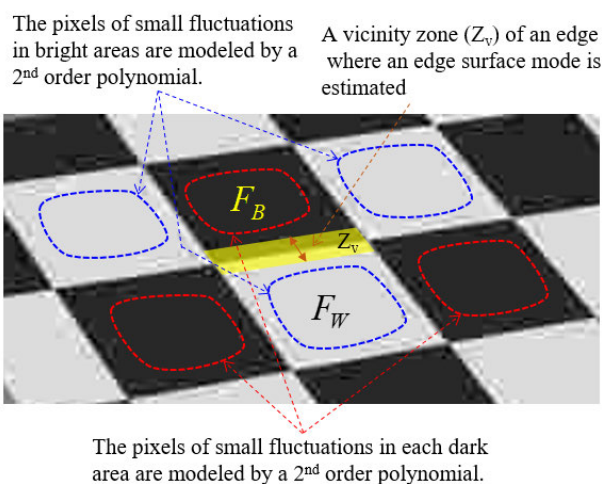 The pixels of small fluctuations
in bright areas are modeled by a
2nd order polynomial.
A vicinity zone (Zv) of an edge
where an edge surface mode is
estimated
FB
Zv
FW
The pixels of small fluctuations in each dark
area are modeled by a 2nd order polynomial.